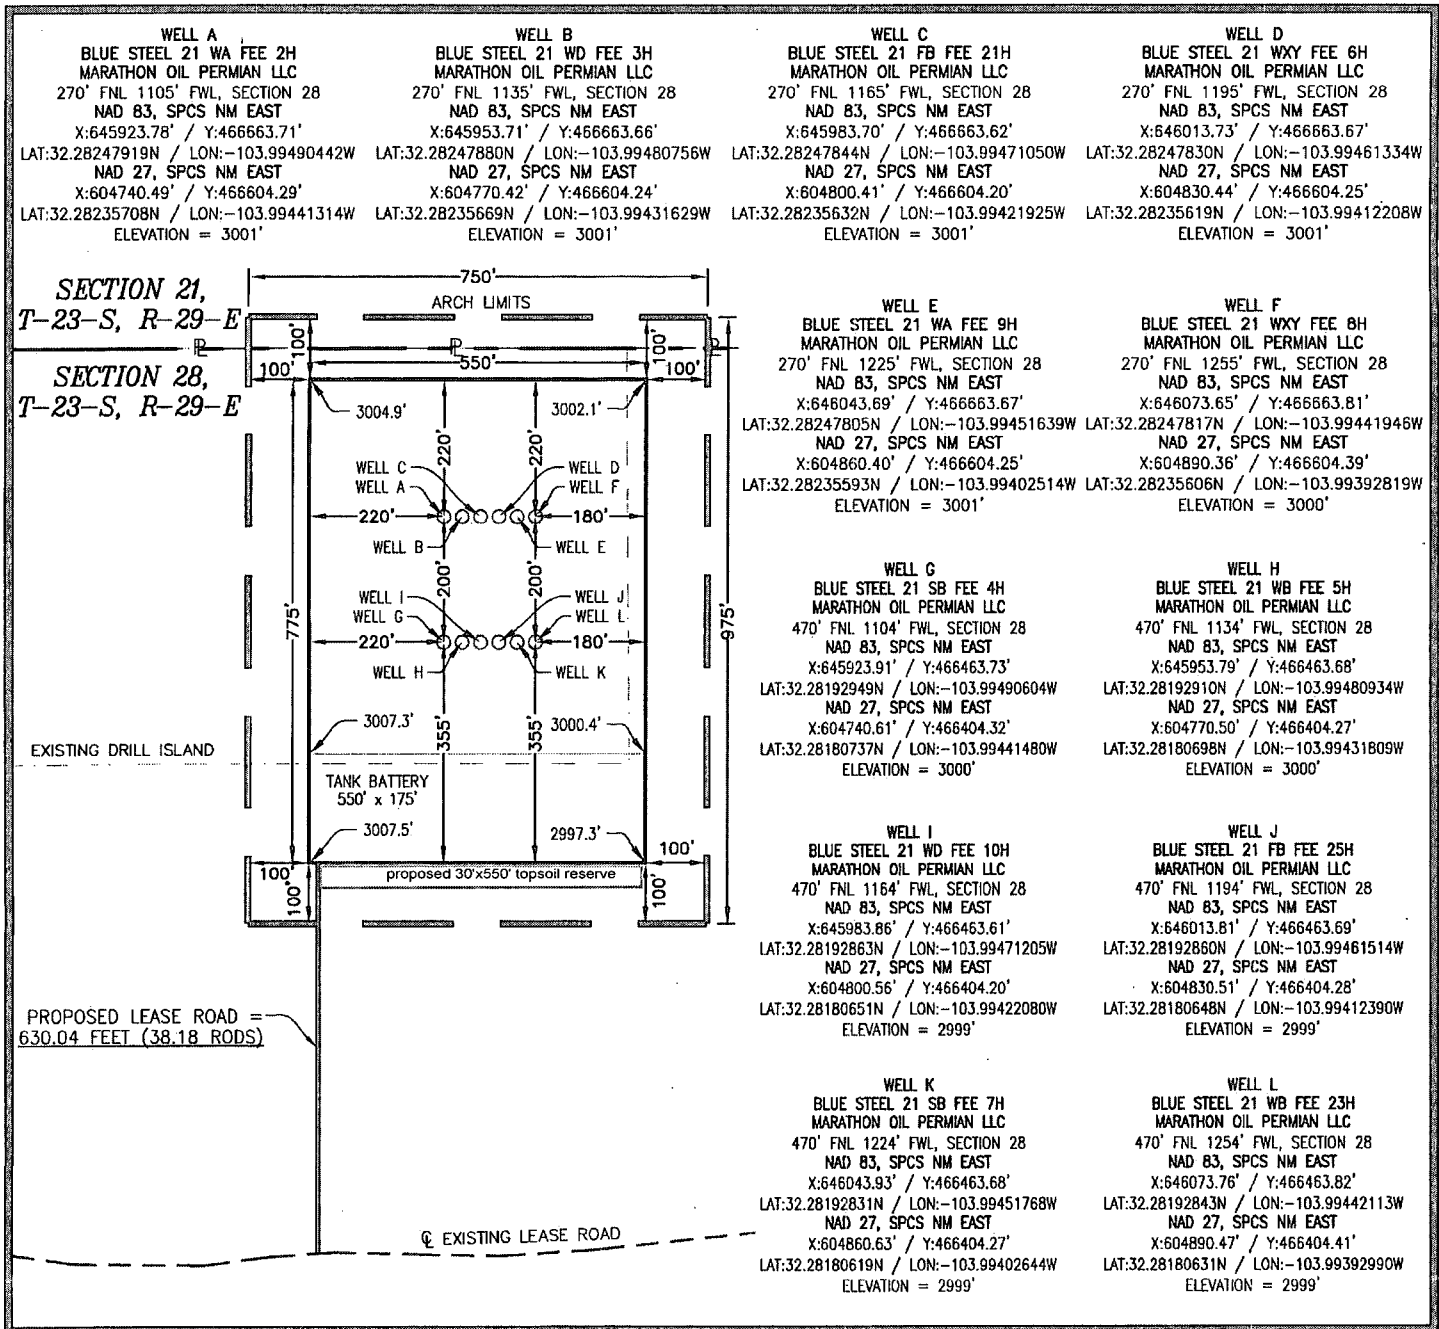 WELL A
BLUE STEEL 21 WA FEE 2H
MARATHON OIL PERMIAN LLC
270' FNL 1105' FWL, SECTION 28
NAD 83, SPCS NM EAST
X:645923.78' / Y:466663.71'
LAT:32.28247919N / LON:-103.99490442W
NAD 27, SPCS NM EAST
X:604740.49' / Y:466604.29'
LAT:32.28235708N / LON:-103.99441314W
ELEVATION = 3001'
WELL B
BLUE STEEL 21 WD FEE 3H
MARATHON OIL PERMIAN LLC
270' FNL 1135' FWL, SECTION 28
NAD 83, SPCS NM EAST
X:645953.71' / Y:466663.66'
LAT:32.28247880N / LON:-103.99480756W
NAD 27, SPCS NM EAST
X:604770.42' / Y:466604.24'
LAT:32.28235669N / LON:-103.99431629W
ELEVATION = 3001'
WELL C
BLUE STEEL 21 FB FEE 21H
MARATHON OIL PERMIAN LLC
270' FNL 1165' FWL, SECTION 28
NAD 83, SPCS NM EAST
X:645983.70' / Y:466663.62'
LAT:32.28247844N / LON:-103.99471050W
NAD 27, SPCS NM EAST
X:604800.41' / Y:466604.20'
LAT:32.28235632N / LON:-103.99421925W
ELEVATION = 3001'
WELL D
BLUE STEEL 21 WXY FEE 6H
MARATHON OIL PERMIAN LLC
270' FNL 1195' FWL, SECTION 28
NAD 83, SPCS NM EAST
X:646013.73' / Y:466663.67'
LAT:32.28247830N / LON:-103.99461334W
NAD 27, SPCS NM EAST
X:604830.44' / Y:466604.25'
LAT:32.28235619N / LON:-103.99412208W
ELEVATION = 3001'
WELL E
BLUE STEEL 21 WA FEE 9H
MARATHON OIL PERMIAN LLC
270' FNL 1225' FWL, SECTION 28
NAD 83, SPCS NM EAST
X:646043.69' / Y:466663.67'
LAT:32.28247805N / LON:-103.99451639W
NAD 27, SPCS NM EAST
X:604860.40' / Y:466604.25'
LAT:32.28235593N / LON:-103.99402514W
ELEVATION = 3001'
WELL F
BLUE STEEL 21 WXY FEE 8H
MARATHON OIL PERMIAN LLC
270' FNL 1255' FWL, SECTION 28
NAD 83, SPCS NM EAST
X:646073.65' / Y:466663.81'
LAT:32.28247817N / LON:-103.99441946W
NAD 27, SPCS NM EAST
X:604890.36' / Y:466604.39'
LAT:32.28235606N / LON:-103.99392819W
ELEVATION = 3000'
WELL G
BLUE STEEL 21 SB FEE 4H
MARATHON OIL PERMIAN LLC
470' FNL 1104' FWL, SECTION 28
NAD 83, SPCS NM EAST
X:645923.91' / Y:466463.73'
LAT:32.28192949N / LON:-103.99490604W
NAD 27, SPCS NM EAST
X:604740.61' / Y:466404.32'
LAT:32.28180737N / LON:-103.99441480W
ELEVATION = 3000'
WELL H
BLUE STEEL 21 WB FEE 5H
MARATHON OIL PERMIAN LLC
470' FNL 1134' FWL, SECTION 28
NAD 83, SPCS NM EAST
X:645953.79' / Y:466463.68'
LAT:32.28192910N / LON:-103.99480934W
NAD 27, SPCS NM EAST
X:604770.50' / Y:466404.27'
LAT:32.28180698N / LON:-103.99431809W
ELEVATION = 3000'
WELL I
BLUE STEEL 21 WD FEE 10H
MARATHON OIL PERMIAN LLC
470' FNL 1164' FWL, SECTION 28
NAD 83, SPCS NM EAST
X:645983.86' / Y:466463.61'
LAT:32.28192863N / LON:-103.99471205W
NAD 27, SPCS NM EAST
X:604800.56' / Y:466404.20'
LAT:32.28180651N / LON:-103.99422080W
ELEVATION = 2999'
WELL J
BLUE STEEL 21 FB FEE 25H
MARATHON OIL PERMIAN LLC
470' FNL 1194' FWL, SECTION 28
NAD 83, SPCS NM EAST
X:646013.81' / Y:466463.69'
LAT:32.28192860N / LON:-103.99461514W
NAD 27, SPCS NM EAST
X:604830.51' / Y:466404.28'
LAT:32.28180648N / LON:-103.99412390W
ELEVATION = 2999'
WELL K
BLUE STEEL 21 SB FEE 7H
MARATHON OIL PERMIAN LLC
470' FNL 1224' FWL, SECTION 28
NAD 83, SPCS NM EAST
X:646043.93' / Y:466463.68'
LAT:32.28192831N / LON:-103.99451768W
NAD 27, SPCS NM EAST
X:604860.63' / Y:466404.27'
LAT:32.28180619N / LON:-103.99402644W
ELEVATION = 2999'
WELL L
BLUE STEEL 21 WB FEE 23H
MARATHON OIL PERMIAN LLC
470' FNL 1254' FWL, SECTION 28
NAD 83, SPCS NM EAST
X:646073.76' / Y:466463.82'
LAT:32.28192843N / LON:-103.99442113W
NAD 27, SPCS NM EAST
X:604890.47' / Y:466404.41'
LAT:32.28180631N / LON:-103.99392990W
ELEVATION = 2999'
SECTION 21,
T-23-S, R-29-E
SECTION 28,
T-23-S, R-29-E
750'
ARCH LIMITS
100'
100'
PL
PL
PL
550'
100'
100'
3004.9'
3002.1'
220'
220'
WELL C
WELL D
WELL A
WELL F
220'
180'
WELL B
WELL E
200'
200'
775'
975'
WELL I
WELL J
WELL G
WELL L
220'
180'
WELL H
WELL K
3007.3'
3000.4'
355'
355'
EXISTING DRILL ISLAND
TANK BATTERY
550' x 175'
3007.5'
2997.3'
100'
100'
proposed 30'x550' topsoil reserve
100'
100'
PROPOSED LEASE ROAD =
630.04 FEET (38.18 RODS)
CL EXISTING LEASE ROAD